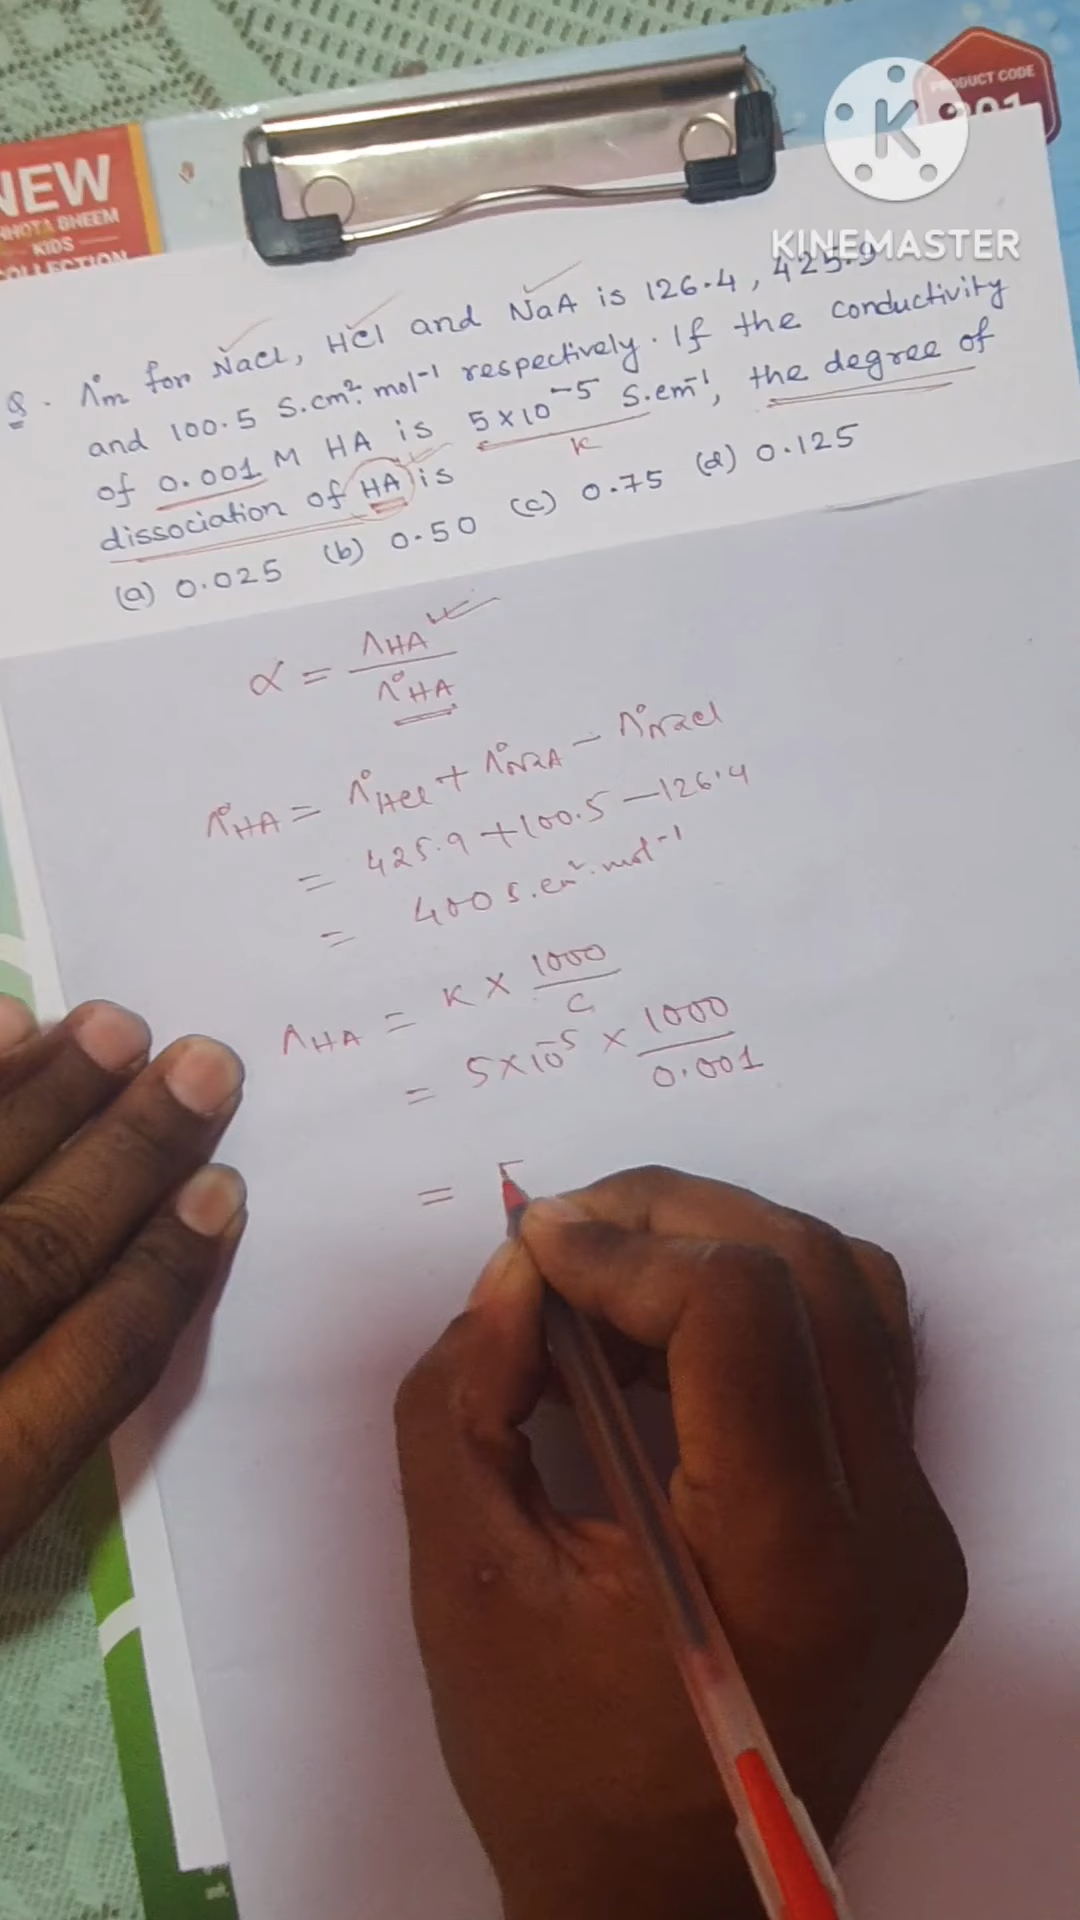 NEW
CHHOTA BHEEM
KIDS
COLLECTION
PRODUCT CODE
K
KINEMASTER
Q. Λ°m for NaCl, HCl and NaA is 126.4, 425.9
and 100.5 S.cm². mol⁻¹ respectively. If the conductivity
of 0.001 M HA is 5×10⁻⁵ S.cm⁻¹, the degree of
K
dissociation of HA is
(a) 0.025 (b) 0.50 (c) 0.75 (d) 0.125
α = ΛHA / Λ°HA
Λ°HA = Λ°HCl + Λ°NaA − Λ°NaCl
= 425.9 + 100.5 − 126.4
= 400 S.cm².mol⁻¹
ΛHA = K × 1000 / C
= 5×10⁻⁵ × 1000 / 0.001
=